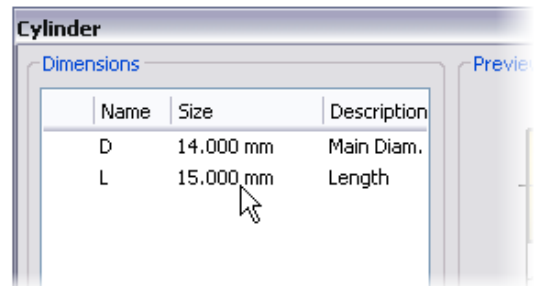 Cylinder
Dimensions
Name Size Description
D 14.000 mm Main Diam.
L 15.000 mm Length